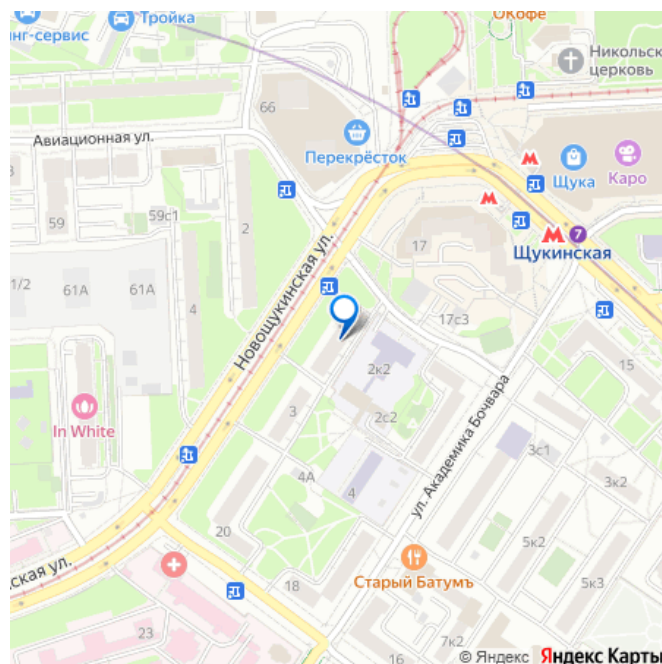 ОКофе
Тройка
нг-сервис
Никольск
церковь
66
Авиационная ул.
Перекрёсток
Щука
Каро
59с1
59
2
17
7
Щукинская
1/2
61А
61А
4
Новощукинская ул.
17с3
15
2к2
In White
3
2с2
ул. Академика Бочвара
3с1
3к2
4А
4
20
5к2
ская ул.
Старый Батумъ
18
5к3
23
7к2
16
© Яндекс Яндекс Карты